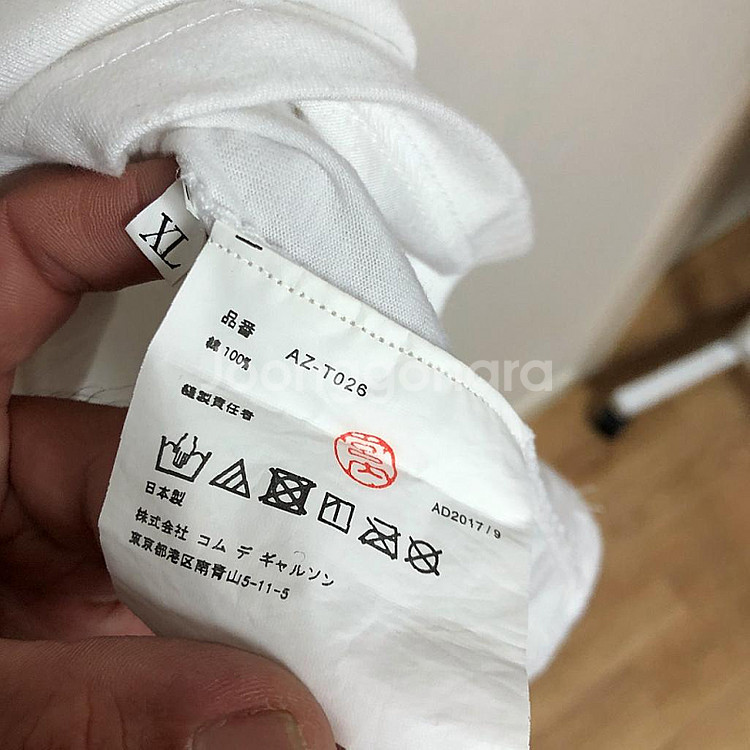 XL
品番 AZ-T026
綿 100%
縫製責任者
日本製
AD2017/9
株式会社 コム デ ギャルソン
東京都港区南青山5-11-5
Joonggonara